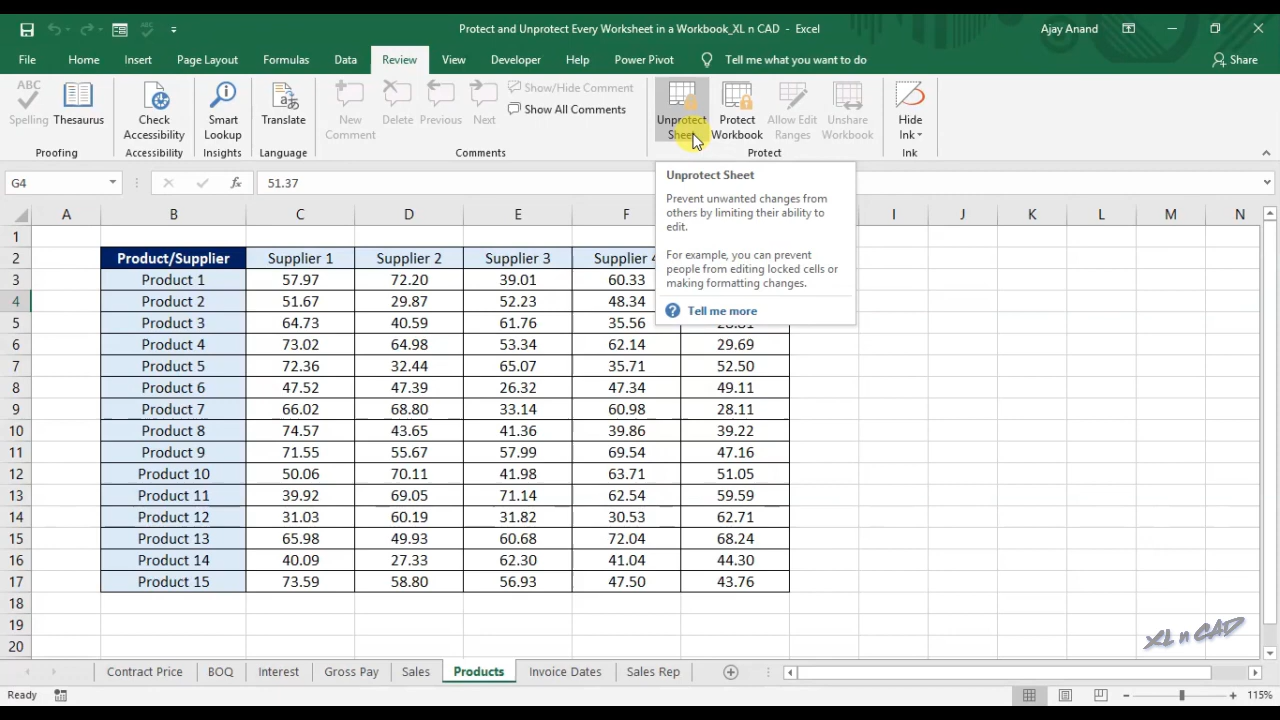 Protect and Unprotect Every Worksheet in a Workbook_XL n CAD - Excel
Ajay Anand
File Home Insert Page Layout Formulas Data Review View Developer Help Power Pivot Tell me what you want to do Share
Spelling
Thesaurus
Proofing
Check Accessibility
Accessibility
Smart Lookup
Insights
Translate
Language
New Comment
Delete
Previous
Next
Show/Hide Comment
Show All Comments
Comments
Unprotect Sheet
Protect Workbook
Allow Edit Ranges
Unshare Workbook
Protect
Hide Ink
Ink
G4 fx 51.37
Unprotect Sheet
Prevent unwanted changes from
others by limiting their ability to
edit.
For example, you can prevent
people from editing locked cells or
making formatting changes.
Tell me more
A B C D E F I J K L M N
1
2 Product/Supplier Supplier 1 Supplier 2 Supplier 3 Supplier
3 Product 1 57.97 72.20 39.01 60.33
4 Product 2 51.67 29.87 52.23 48.34
5 Product 3 64.73 40.59 61.76 35.56
6 Product 4 73.02 64.98 53.34 62.14 29.69
7 Product 5 72.36 32.44 65.07 35.71 52.50
8 Product 6 47.52 47.39 26.32 47.34 49.11
9 Product 7 66.02 68.80 33.14 60.98 28.11
10 Product 8 74.57 43.65 41.36 39.86 39.22
11 Product 9 71.55 55.67 57.99 69.54 47.16
12 Product 10 50.06 70.11 41.98 63.71 51.05
13 Product 11 39.92 69.05 71.14 62.54 59.59
14 Product 12 31.03 60.19 31.82 30.53 62.71
15 Product 13 65.98 49.93 60.68 72.04 68.24
16 Product 14 40.09 27.33 62.30 41.04 44.30
17 Product 15 73.59 58.80 56.93 47.50 43.76
18
19
20
XL n CAD
Contract Price BOQ Interest Gross Pay Sales Products Invoice Dates Sales Rep
Ready 115%